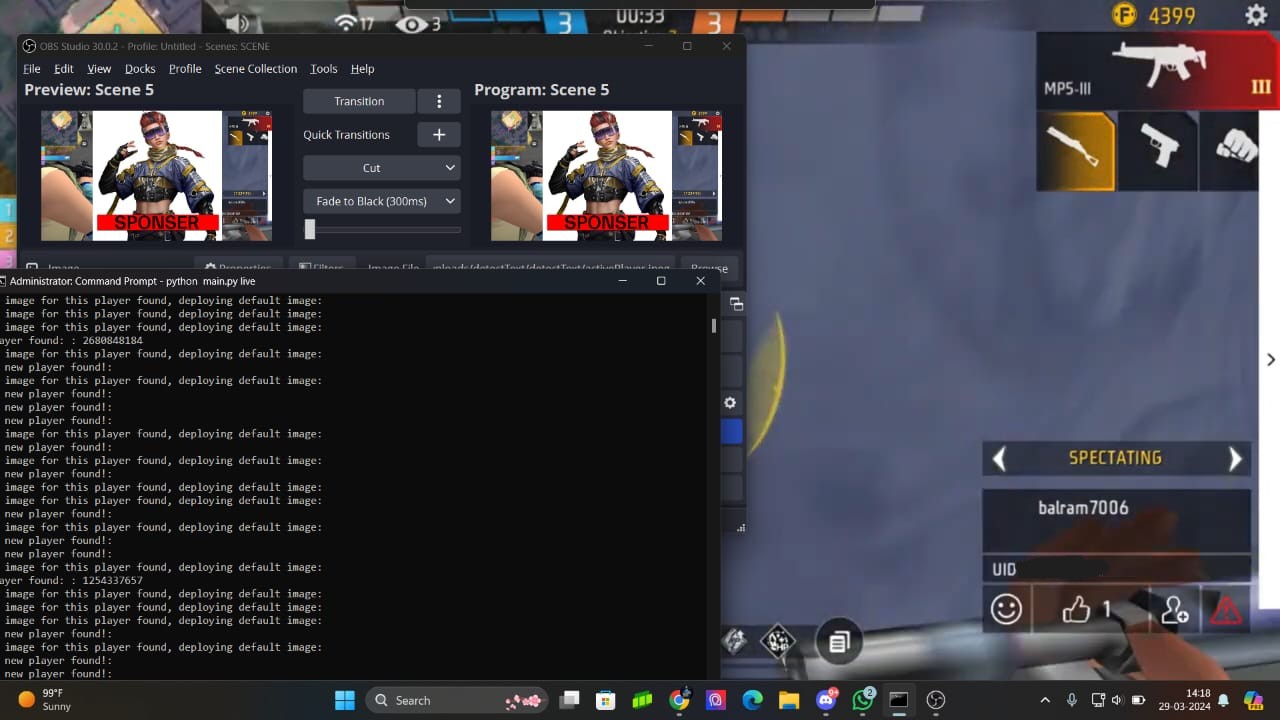 17
3
3
00:33
3
4399
OBS Studio 30.0.2 - Profile: Untitled - Scenes: SCENE
File Edit View Docks Profile Scene Collection Tools Help
Preview: Scene 5
Transition
Program: Scene 5
Quick Transitions
Cut
Fade to Black (300ms)
SPONSER
SPONSER
MP5-III
III
Image Properties Filters Image File Browse
Administrator: Command Prompt - python main.py live
image for this player found, deploying default image:
image for this player found, deploying default image:
image for this player found, deploying default image:
ayer found: : 2680848184
image for this player found, deploying default image:
new player found!:
image for this player found, deploying default image:
new player found!:
new player found!:
new player found!:
image for this player found, deploying default image:
new player found!:
image for this player found, deploying default image:
new player found!:
image for this player found, deploying default image:
image for this player found, deploying default image:
new player found!:
image for this player found, deploying default image:
new player found!:
new player found!:
image for this player found, deploying default image:
ayer found: : 1254337657
image for this player found, deploying default image:
image for this player found, deploying default image:
image for this player found, deploying default image:
new player found!:
image for this player found, deploying default image:
new player found!:
new player found!:
1
2
3
SPECTATING
balram7006
UID
1
99°F
Sunny
Search
14:18
29-03-2024